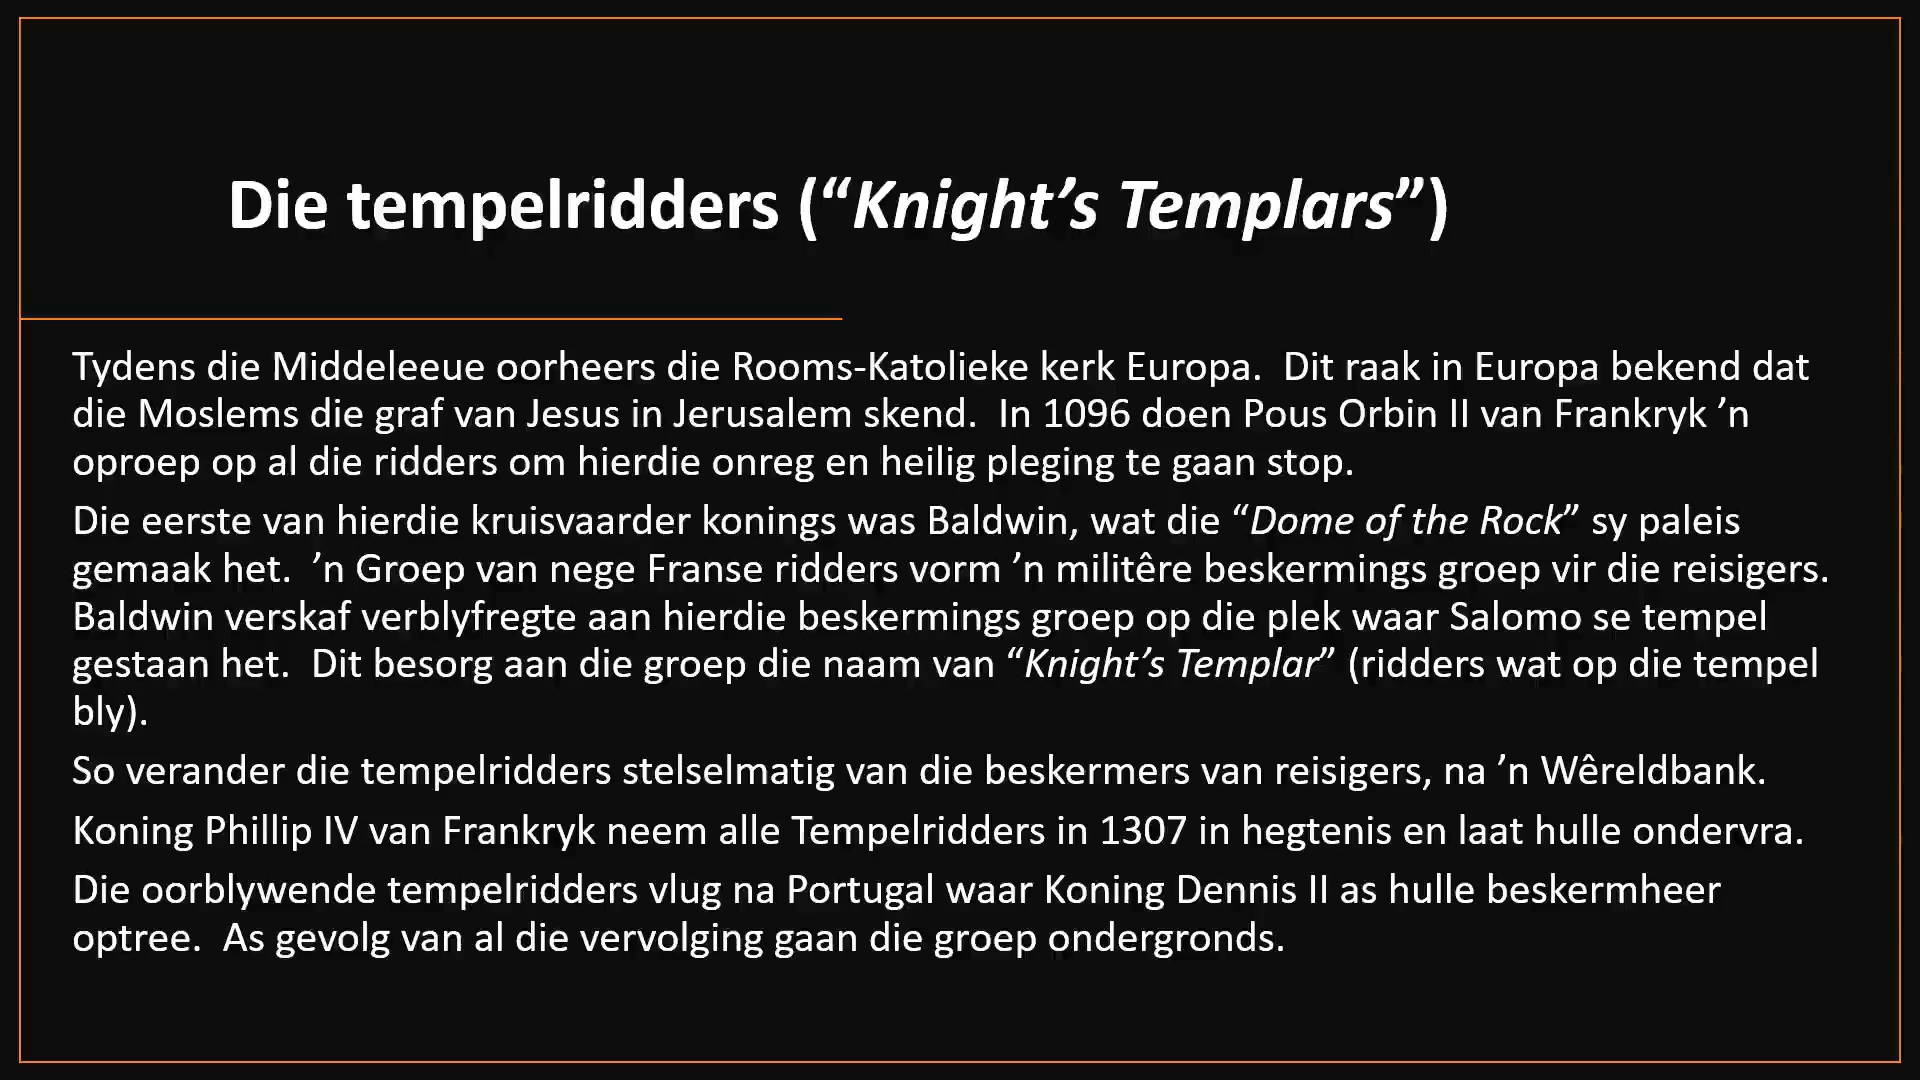 Die tempelridders (“Knight’s Templars”)
Tydens die Middeleeue oorheers die Rooms-Katolieke kerk Europa.  Dit raak in Europa bekend dat
die Moslems die graf van Jesus in Jerusalem skend.  In 1096 doen Pous Orbin II van Frankryk ’n
oproep op al die ridders om hierdie onreg en heilig pleging te gaan stop.
Die eerste van hierdie kruisvaarder konings was Baldwin, wat die “Dome of the Rock” sy paleis
gemaak het.  ’n Groep van nege Franse ridders vorm ’n militêre beskermings groep vir die reisigers.
Baldwin verskaf verblyfregte aan hierdie beskermings groep op die plek waar Salomo se tempel
gestaan het.  Dit besorg aan die groep die naam van “Knight’s Templar” (ridders wat op die tempel
bly).
So verander die tempelridders stelselmatig van die beskermers van reisigers, na ’n Wêreldbank.
Koning Phillip IV van Frankryk neem alle Tempelridders in 1307 in hegtenis en laat hulle ondervra.
Die oorblywende tempelridders vlug na Portugal waar Koning Dennis II as hulle beskermheer
optree.  As gevolg van al die vervolging gaan die groep ondergronds.